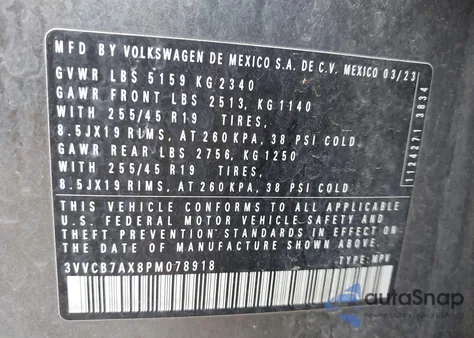 MFD BY VOLKSWAGEN DE MEXICO S.A. DE C.V. MEXICO 03/23
GVWR LBS 5159 KG 2340
GAWR FRONT LBS 2513, KG 1140
WITH 255/45 R19 TIRES,
8.5JX19 RIMS, AT 260 KPA, 38 PSI COLD
GAWR REAR LBS 2756, KG 1250
WITH 255/45 R19 TIRES,
8.5JX19 RIMS, AT 260 KPA, 38 PSI COLD
THIS VEHICLE CONFORMS TO ALL APPLICABLE
U.S. FEDERAL MOTOR VEHICLE SAFETY AND
THEFT PREVENTION STANDARDS IN EFFECT ON
THE DATE OF MANUFACTURE SHOWN ABOVE.
3VVCB7AX8PM078918 TYPE: MPV
1124271 3834
autoSnap